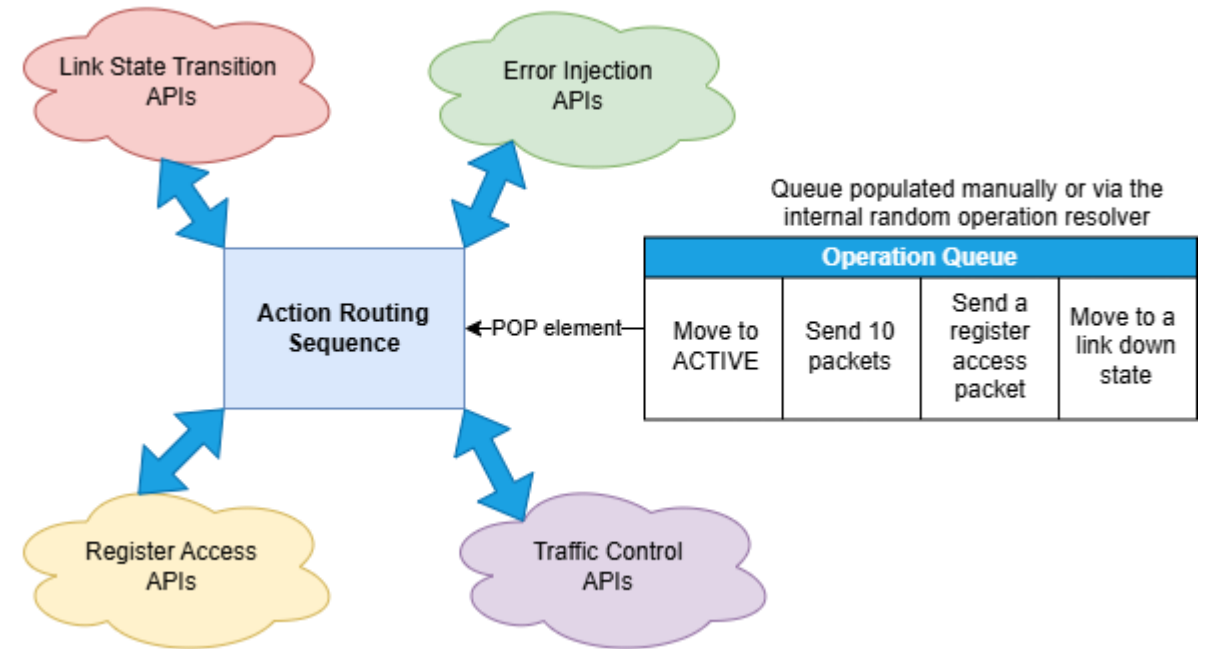 Link State Transition
APIs
Error Injection
APIs
Queue populated manually or via the
internal random operation resolver
Operation Queue
Action Routing
Sequence
POP element
Move to
ACTIVE
Send 10
packets
Send a
register
access
packet
Move to a
link down
state
Register Access
APIs
Traffic Control
APIs